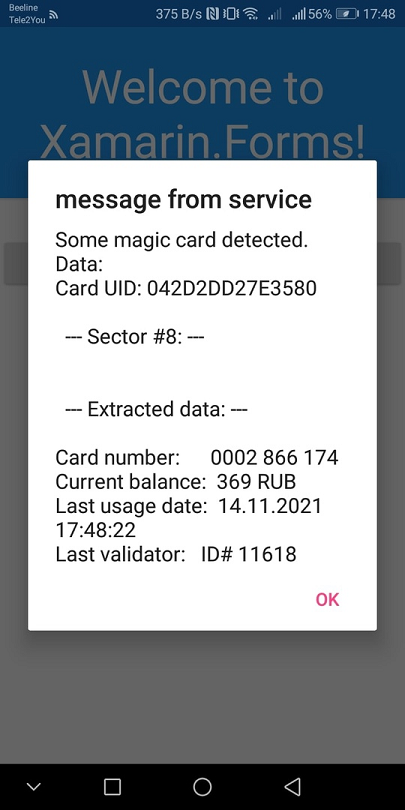 Beeline
Tele2You
375 B/s
56%
17:48
Welcome to
Xamarin.Forms!
message from service
Some magic card detected.
Data:
Card UID: 042D2DD27E3580
--- Sector #8: ---
--- Extracted data: ---
Card number: 0002 866 174
Current balance: 369 RUB
Last usage date: 14.11.2021
17:48:22
Last validator: ID# 11618
OK